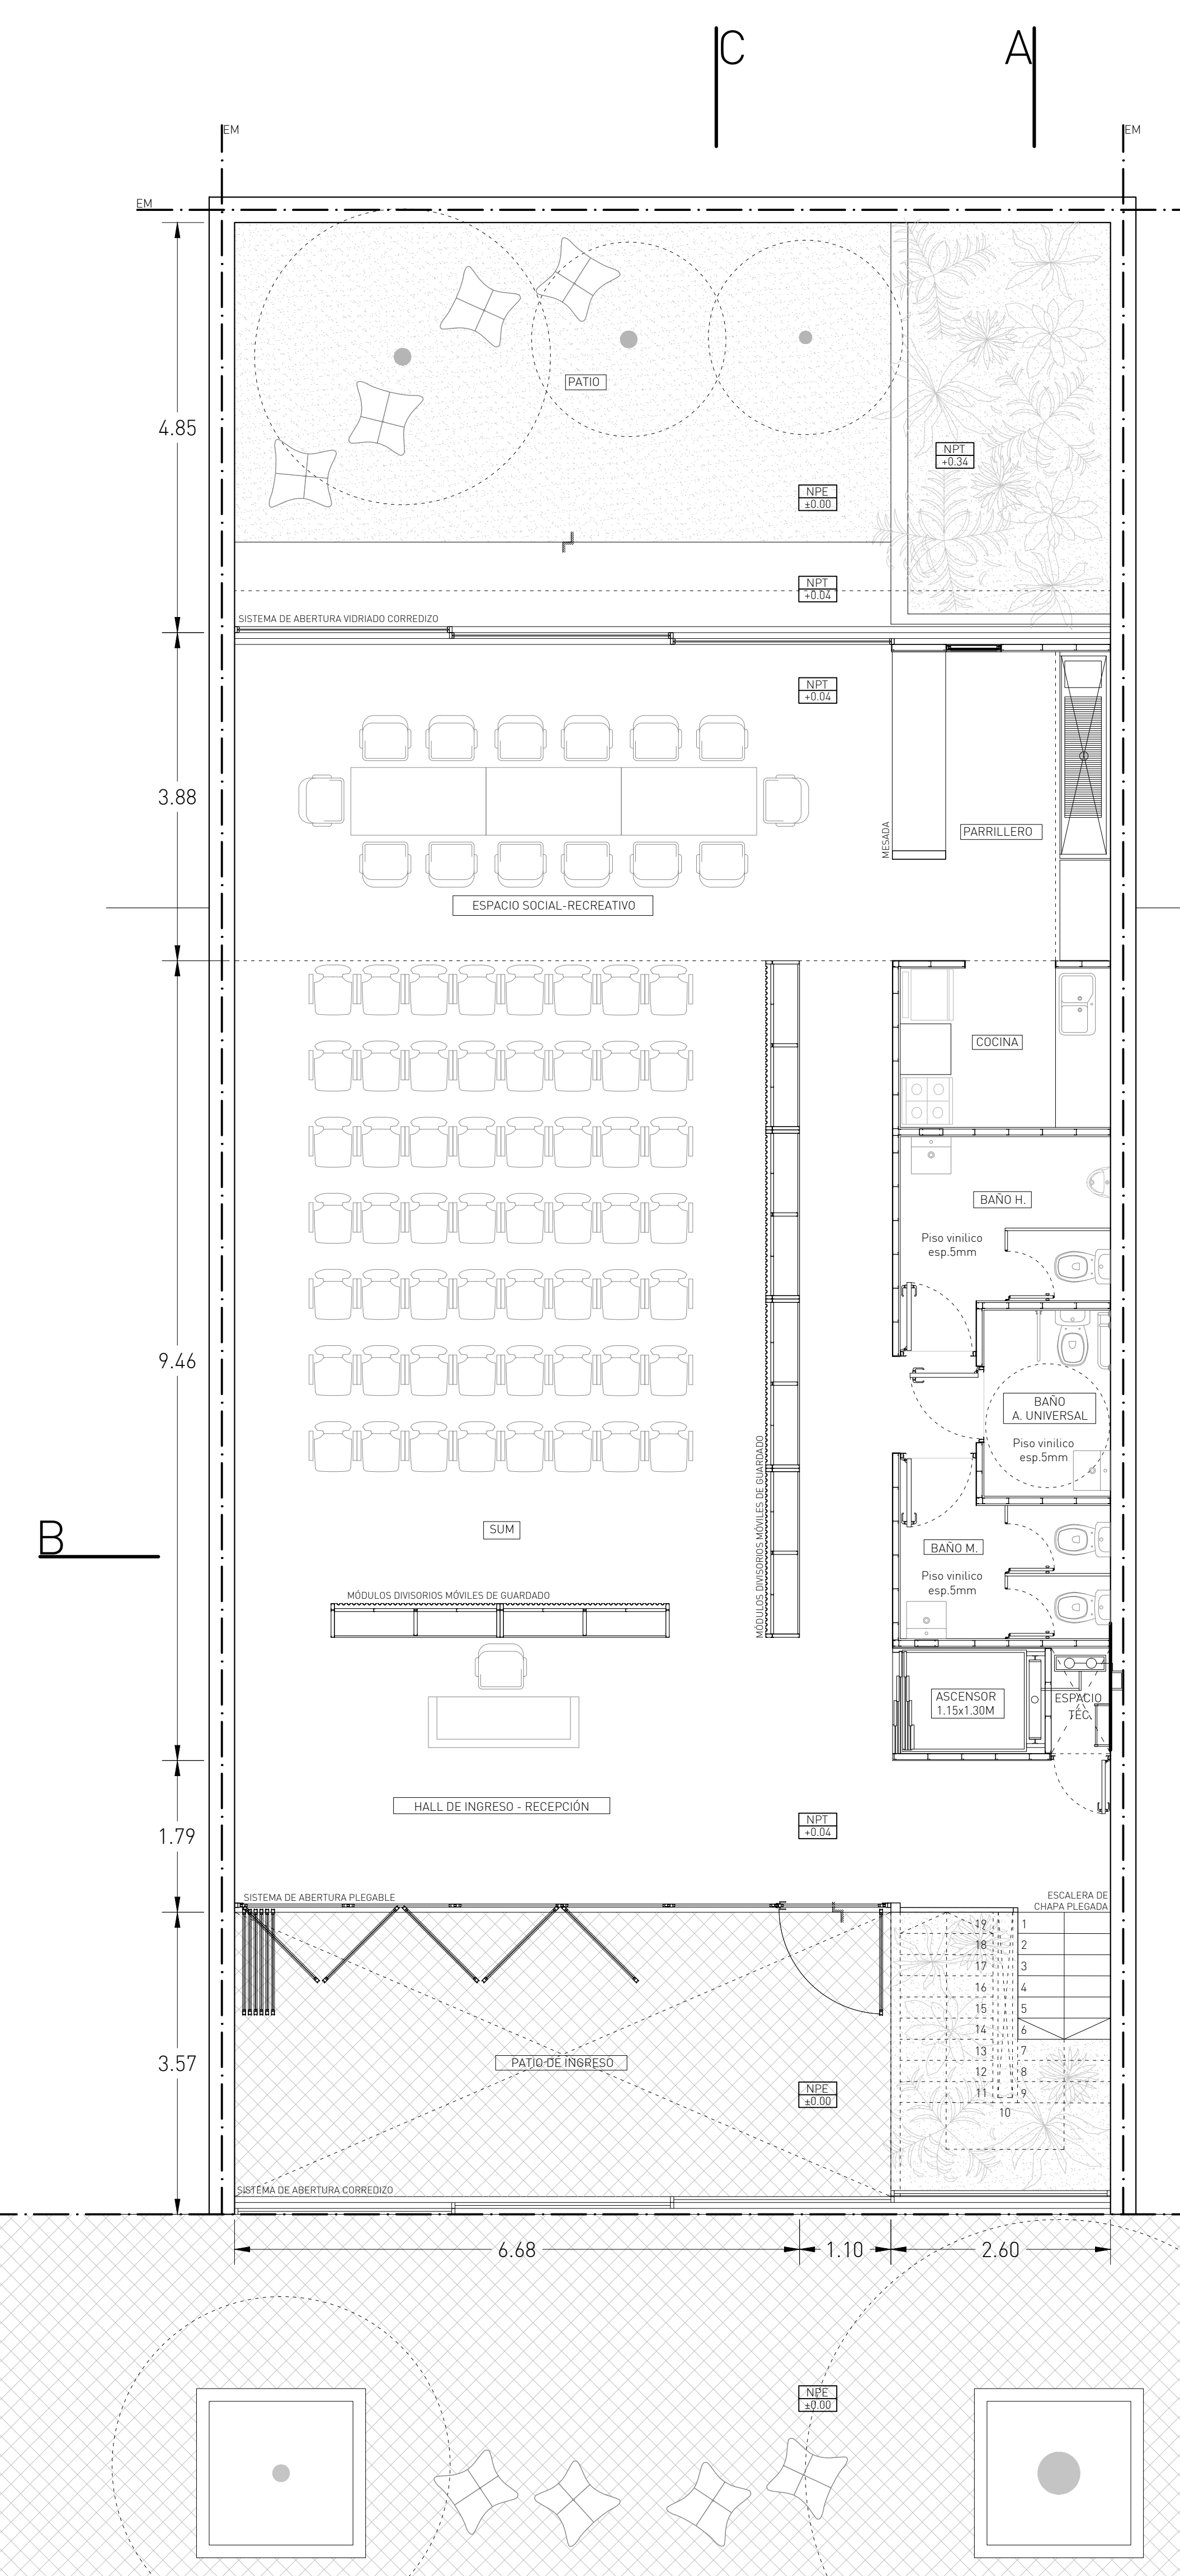 C
A
EM
EM
EM
PATIO
4.85
NPT
+0.34
NPE
±0.00
NPT
+0.04
SISTEMA DE ABERTURA VIDRIADO CORREDIZO
NPT
+0.04
3.88
MESADA
PARRILLERO
ESPACIO SOCIAL-RECREATIVO
COCINA
BAÑO H.
Piso vinilico
esp.5mm
9.46
BAÑO
A. UNIVERSAL
Piso vinilico
esp.5mm
MÓDULOS DIVISORIOS MÓVILES DE GUARDADO
SUM
B
BAÑO M.
Piso vinilico
esp.5mm
MÓDULOS DIVISORIOS MÓVILES DE GUARDADO
ASCENSOR
1.15x1.30M
ESPACIO
TÉC.
HALL DE INGRESO - RECEPCIÓN
NPT
+0.04
1.79
SISTEMA DE ABERTURA PLEGABLE
ESCALERA DE
CHAPA PLEGADA
19 1
18 2
17 3
16 4
15 5
14 6
13 7
12 8
11 9
10
3.57
PATIO DE INGRESO
NPE
±0.00
SISTEMA DE ABERTURA CORREDIZO
6.68
1.10
2.60
NPE
±0.00